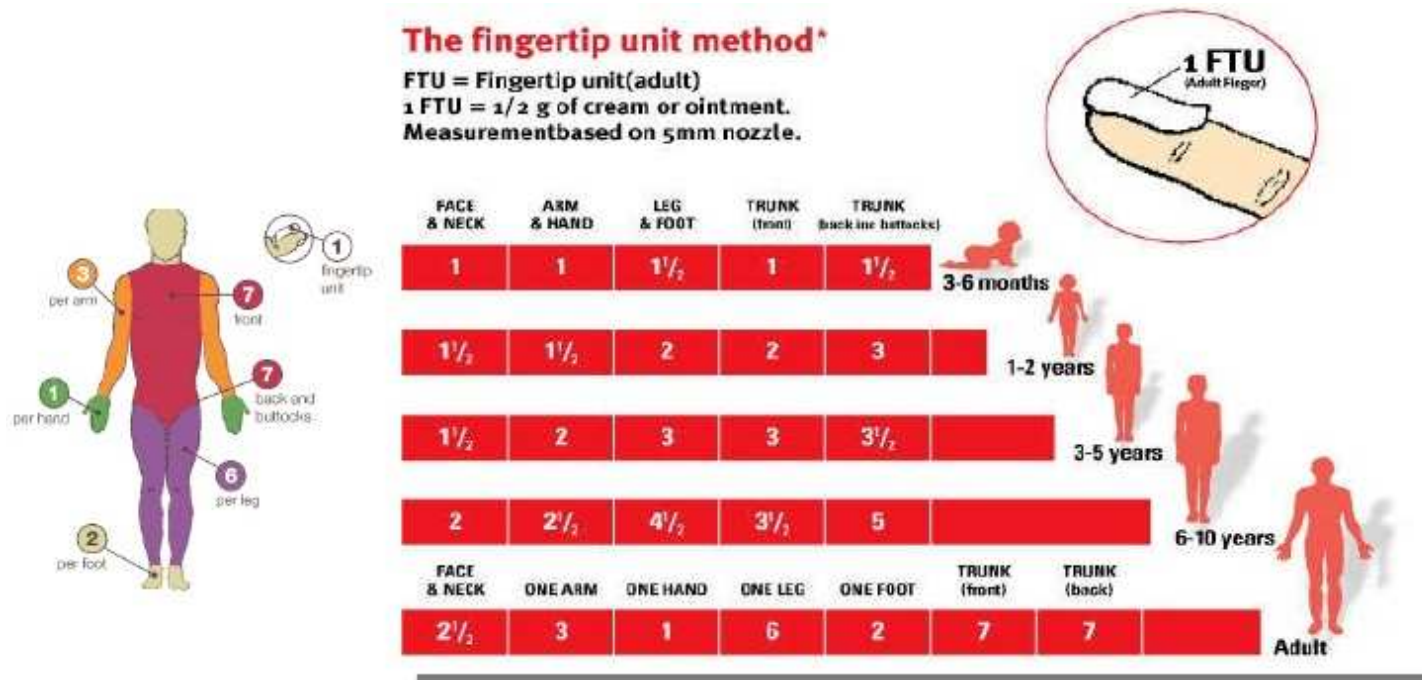 The fingertip unit method*
FTU = Fingertip unit(adult)
1 FTU = 1/2 g of cream or ointment.
Measurementbased on 5mm nozzle.
1 FTU
(Adult Finger)
1
fingertip
unit
3
per arm
7
front
7
back and
buttocks
1
per hand
6
per leg
2
per foot
FACE & NECK ARM & HAND LEG & FOOT TRUNK (front) TRUNK (back inc buttocks)
1 1 1½ 1 1½
3-6 months
1½ 1½ 2 2 3
1-2 years
1½ 2 3 3 3½
3-5 years
2 2½ 4½ 3½ 5
6-10 years
FACE & NECK ONE ARM ONE HAND ONE LEG ONE FOOT TRUNK (front) TRUNK (back)
2½ 3 1 6 2 7 7
Adult